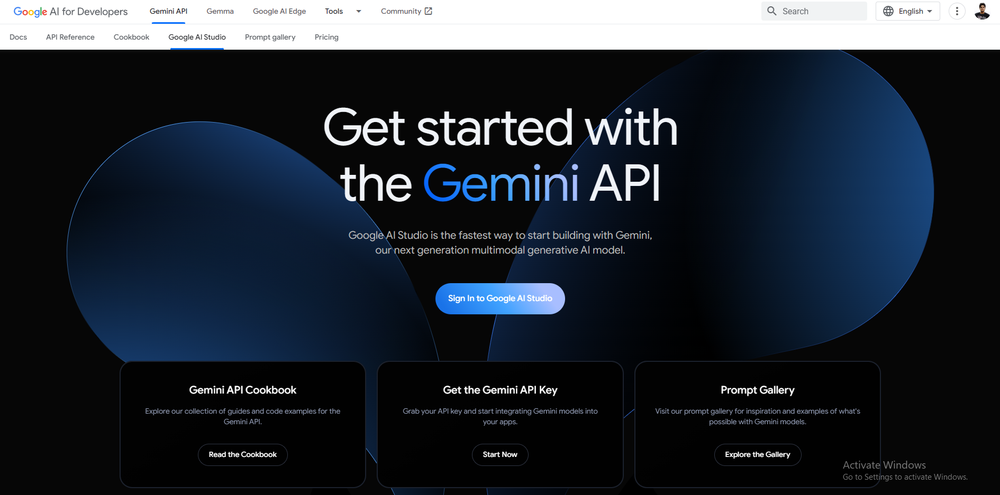 Google AI for Developers
Gemini API
Gemma
Google AI Edge
Tools
Community
Search
English
Docs
API Reference
Cookbook
Google AI Studio
Prompt gallery
Pricing
Get started with
the Gemini API
Google AI Studio is the fastest way to start building with Gemini,
our next generation multimodal generative AI model.
Sign In to Google AI Studio
Gemini API Cookbook
Explore our collection of guides and code examples for the
Gemini API.
Read the Cookbook
Get the Gemini API Key
Grab your API key and start integrating Gemini models into
your apps.
Start Now
Prompt Gallery
Visit our prompt gallery for inspiration and examples of what's
possible with Gemini models.
Explore the Gallery
Activate Windows
Go to Settings to activate Windows.